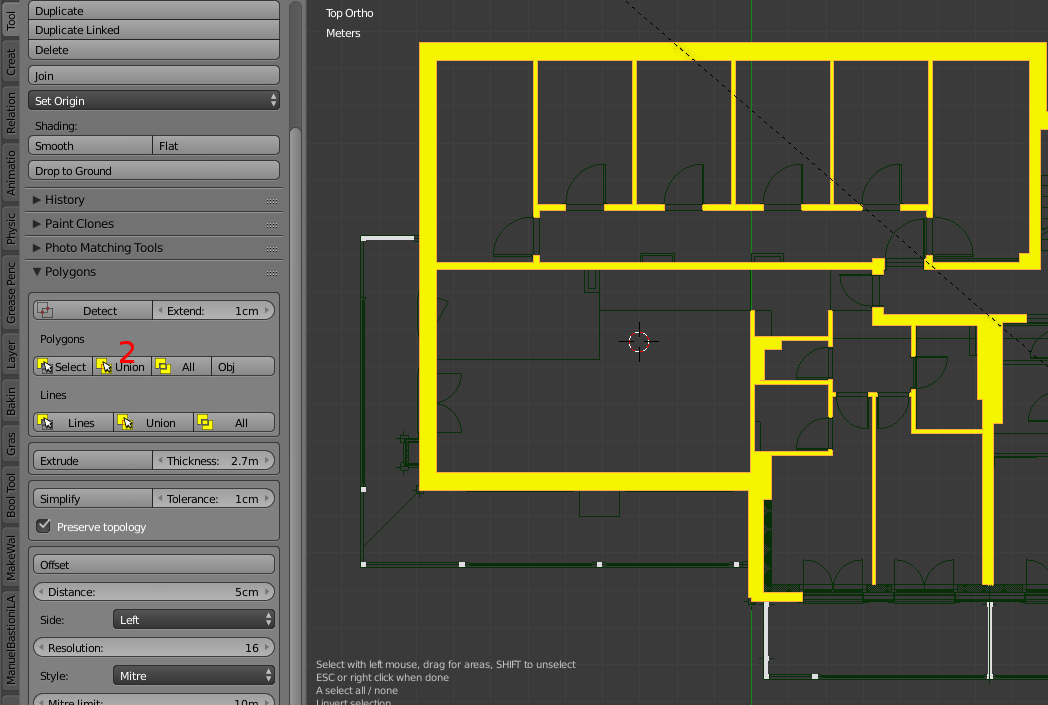 Tool
Creat
Relation
Animatio
Physic
Grease Penc
Layer
Bakin
Gras
Bool Tool
MakeWal
ManuelBastioniLA
Duplicate
Duplicate Linked
Delete
Join
Set Origin
Shading:
Smooth Flat
Drop to Ground
History
Paint Clones
Photo Matching Tools
Polygons
Detect Extend: 1cm
Polygons
2
Select Union All Obj
Lines
Lines Union All
Extrude Thickness: 2.7m
Simplify Tolerance: 1cm
Preserve topology
Offset
Distance: 5cm
Side: Left
Resolution: 16
Style: Mitre
Mitre limit: 10m
Top Ortho
Meters
Select with left mouse, drag for areas, SHIFT to unselect
ESC or right click when done
A select all / none
I invert selection